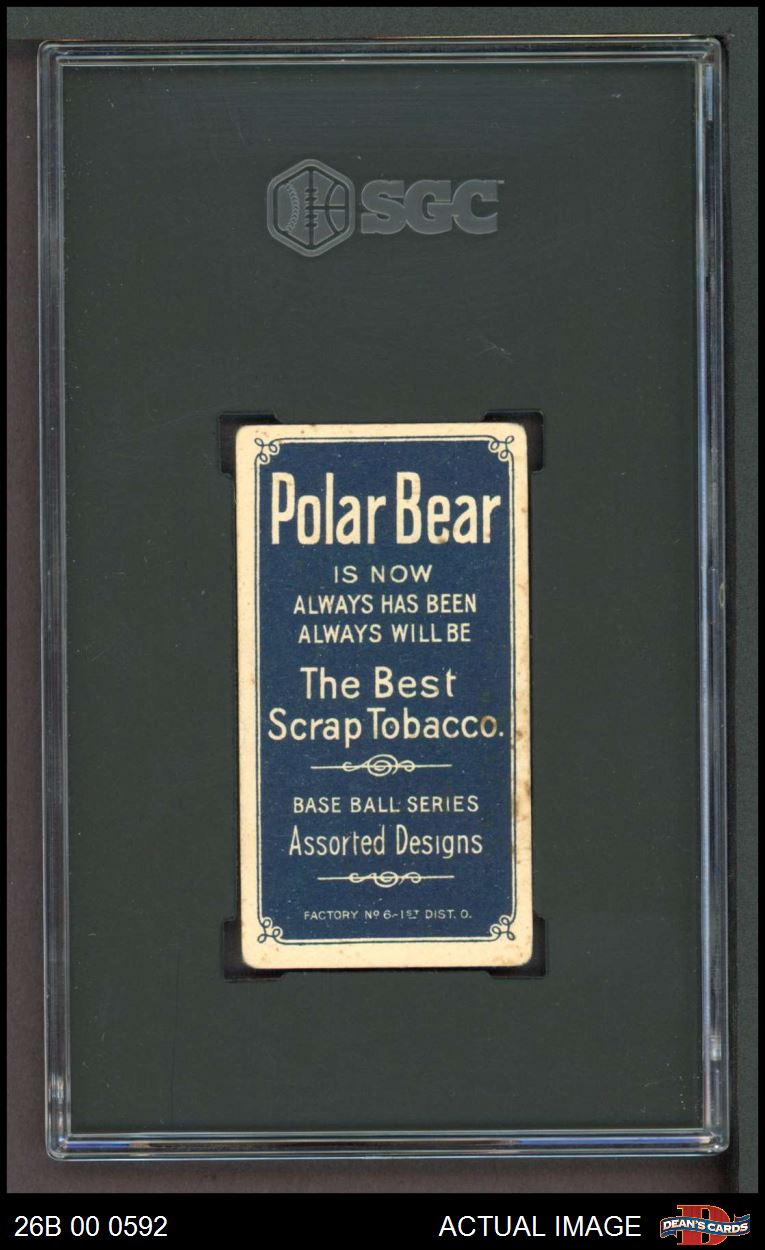 SGC
Polar Bear
IS NOW
ALWAYS HAS BEEN
ALWAYS WILL BE
The Best
Scrap Tobacco.
BASE BALL SERIES
Assorted Designs
FACTORY Nº 6-1ST DIST. O.
26B 00 0592
ACTUAL IMAGE
DEAN'S CARDS